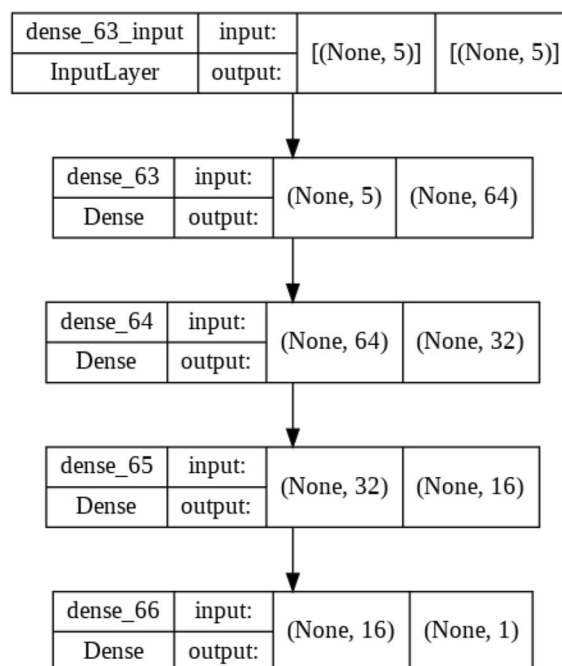 dense_63_input input: [(None, 5)] [(None, 5)]
InputLayer output:
dense_63 input: (None, 5) (None, 64)
Dense output:
dense_64 input: (None, 64) (None, 32)
Dense output:
dense_65 input: (None, 32) (None, 16)
Dense output:
dense_66 input: (None, 16) (None, 1)
Dense output: